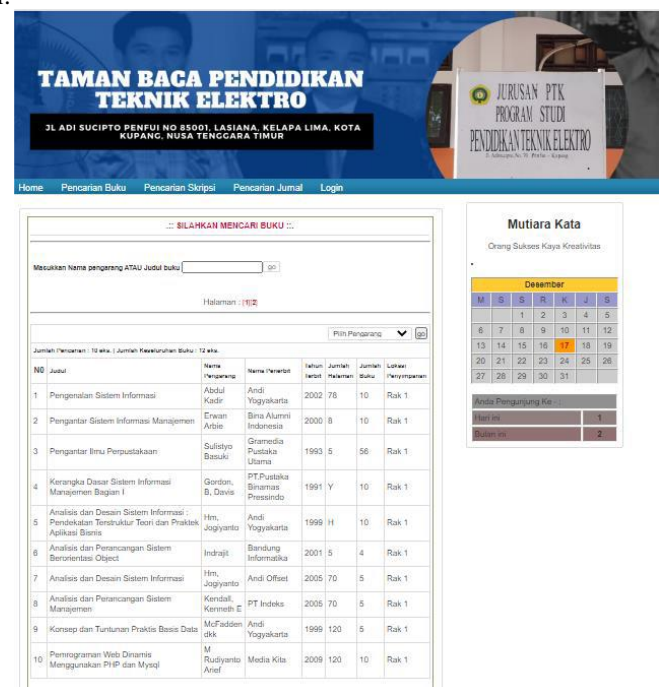 TAMAN BACA PENDIDIKAN
TEKNIK ELEKTRO
JL ADI SUCIPTO PENFUI NO 85001, LASIANA, KELAPA LIMA, KOTA
KUPANG, NUSA TENGGARA TIMUR
JURUSAN PTK
PROGRAM STUDI
PENDIDIKAN TEKNIK ELEKTRO
Home Pencarian Buku Pencarian Skripsi Pencarian Jurnal Login
.:: SILAHKAN MENCARI BUKU ::.
Masukkan Nama pengarang ATAU Judul buku go
Halaman : [1][2]
Pilih Pengarang go
Jumlah Pencarian : 10 eks. | Jumlah Keseluruhan Buku : 12 eks.
NO Judul Nama Pengarang Nama Penerbit Tahun Terbit Jumlah Halaman Jumlah Buku Lokasi Penyimpanan
1 Pengenalan Sistem Informasi Abdul Kadir Andi Yogyakarta 2002 78 10 Rak 1
2 Pengantar Sistem Informasi Manajemen Erwan Arbie Bina Alumni Indonesia 2000 8 10 Rak 1
3 Pengantar Ilmu Perpustakaan Sulistyo Basuki Gramedia Pustaka Utama 1993 5 56 Rak 1
4 Kerangka Dasar Sistem Informasi Manajemen Bagian I Gordon, B, Davis PT.Pustaka Binamas Pressindo 1991 Y 10 Rak 1
5 Analisis dan Desain Sistem Informasi : Pendekatan Terstruktur Teori dan Praktek Aplikasi Bisnis Hm, Jogiyanto Andi Yogyakarta 1999 H 10 Rak 1
6 Analisis dan Perancangan Sistem Berorientasi Object Indrajit Bandung Informatika 2001 5 4 Rak 1
7 Analisis dan Desain Sistem Informasi Hm, Jogiyanto Andi Offset 2005 70 5 Rak 1
8 Analisis dan Perancangan Sistem Manajemen Kendall, Kenneth E PT Indeks 2005 70 5 Rak 1
9 Konsep dan Tuntunan Praktis Basis Data McFadden dkk Andi Yogyakarta 1999 120 5 Rak 1
10 Pemrograman Web Dinamis Menggunakan PHP dan Mysql M Rudiyanto Arief Media Kita 2009 120 10 Rak 1
Mutiara Kata
Orang Sukses Kaya Kreativitas
Desember
M S S R K J S
1 2 3 4 5
6 7 8 9 10 11 12
13 14 15 16 17 18 19
20 21 22 23 24 25 26
27 28 29 30 31
Anda Pengunjung Ke - :
Hari ini 1
Bulan ini 2